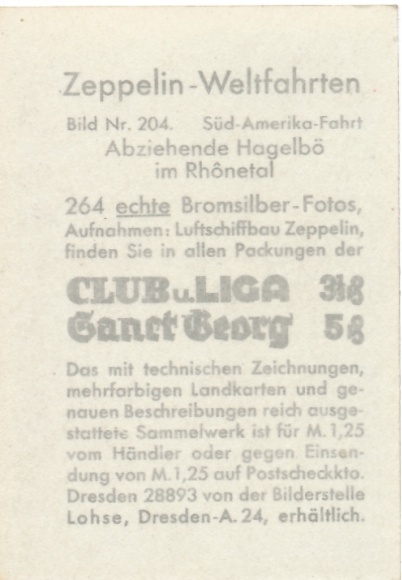 Zeppelin-Weltfahrten
Bild Nr. 204. Süd-Amerika-Fahrt
Abziehende Hagelbö
im Rhônetal
264 echte Bromsilber-Fotos,
Aufnahmen: Luftschiffbau Zeppelin,
finden Sie in allen Packungen der
CLUB u. LIGA 3⅓ ₰
Sanct Georg 5 ₰
Das mit technischen Zeichnungen,
mehrfarbigen Landkarten und ge-
nauen Beschreibungen reich ausge-
stattete Sammelwerk ist für M. 1,25
vom Händler oder gegen Einsen-
dung von M. 1,25 auf Postscheckkto.
Dresden 28893 von der Bilderstelle
Lohse, Dresden-A. 24, erhältlich.